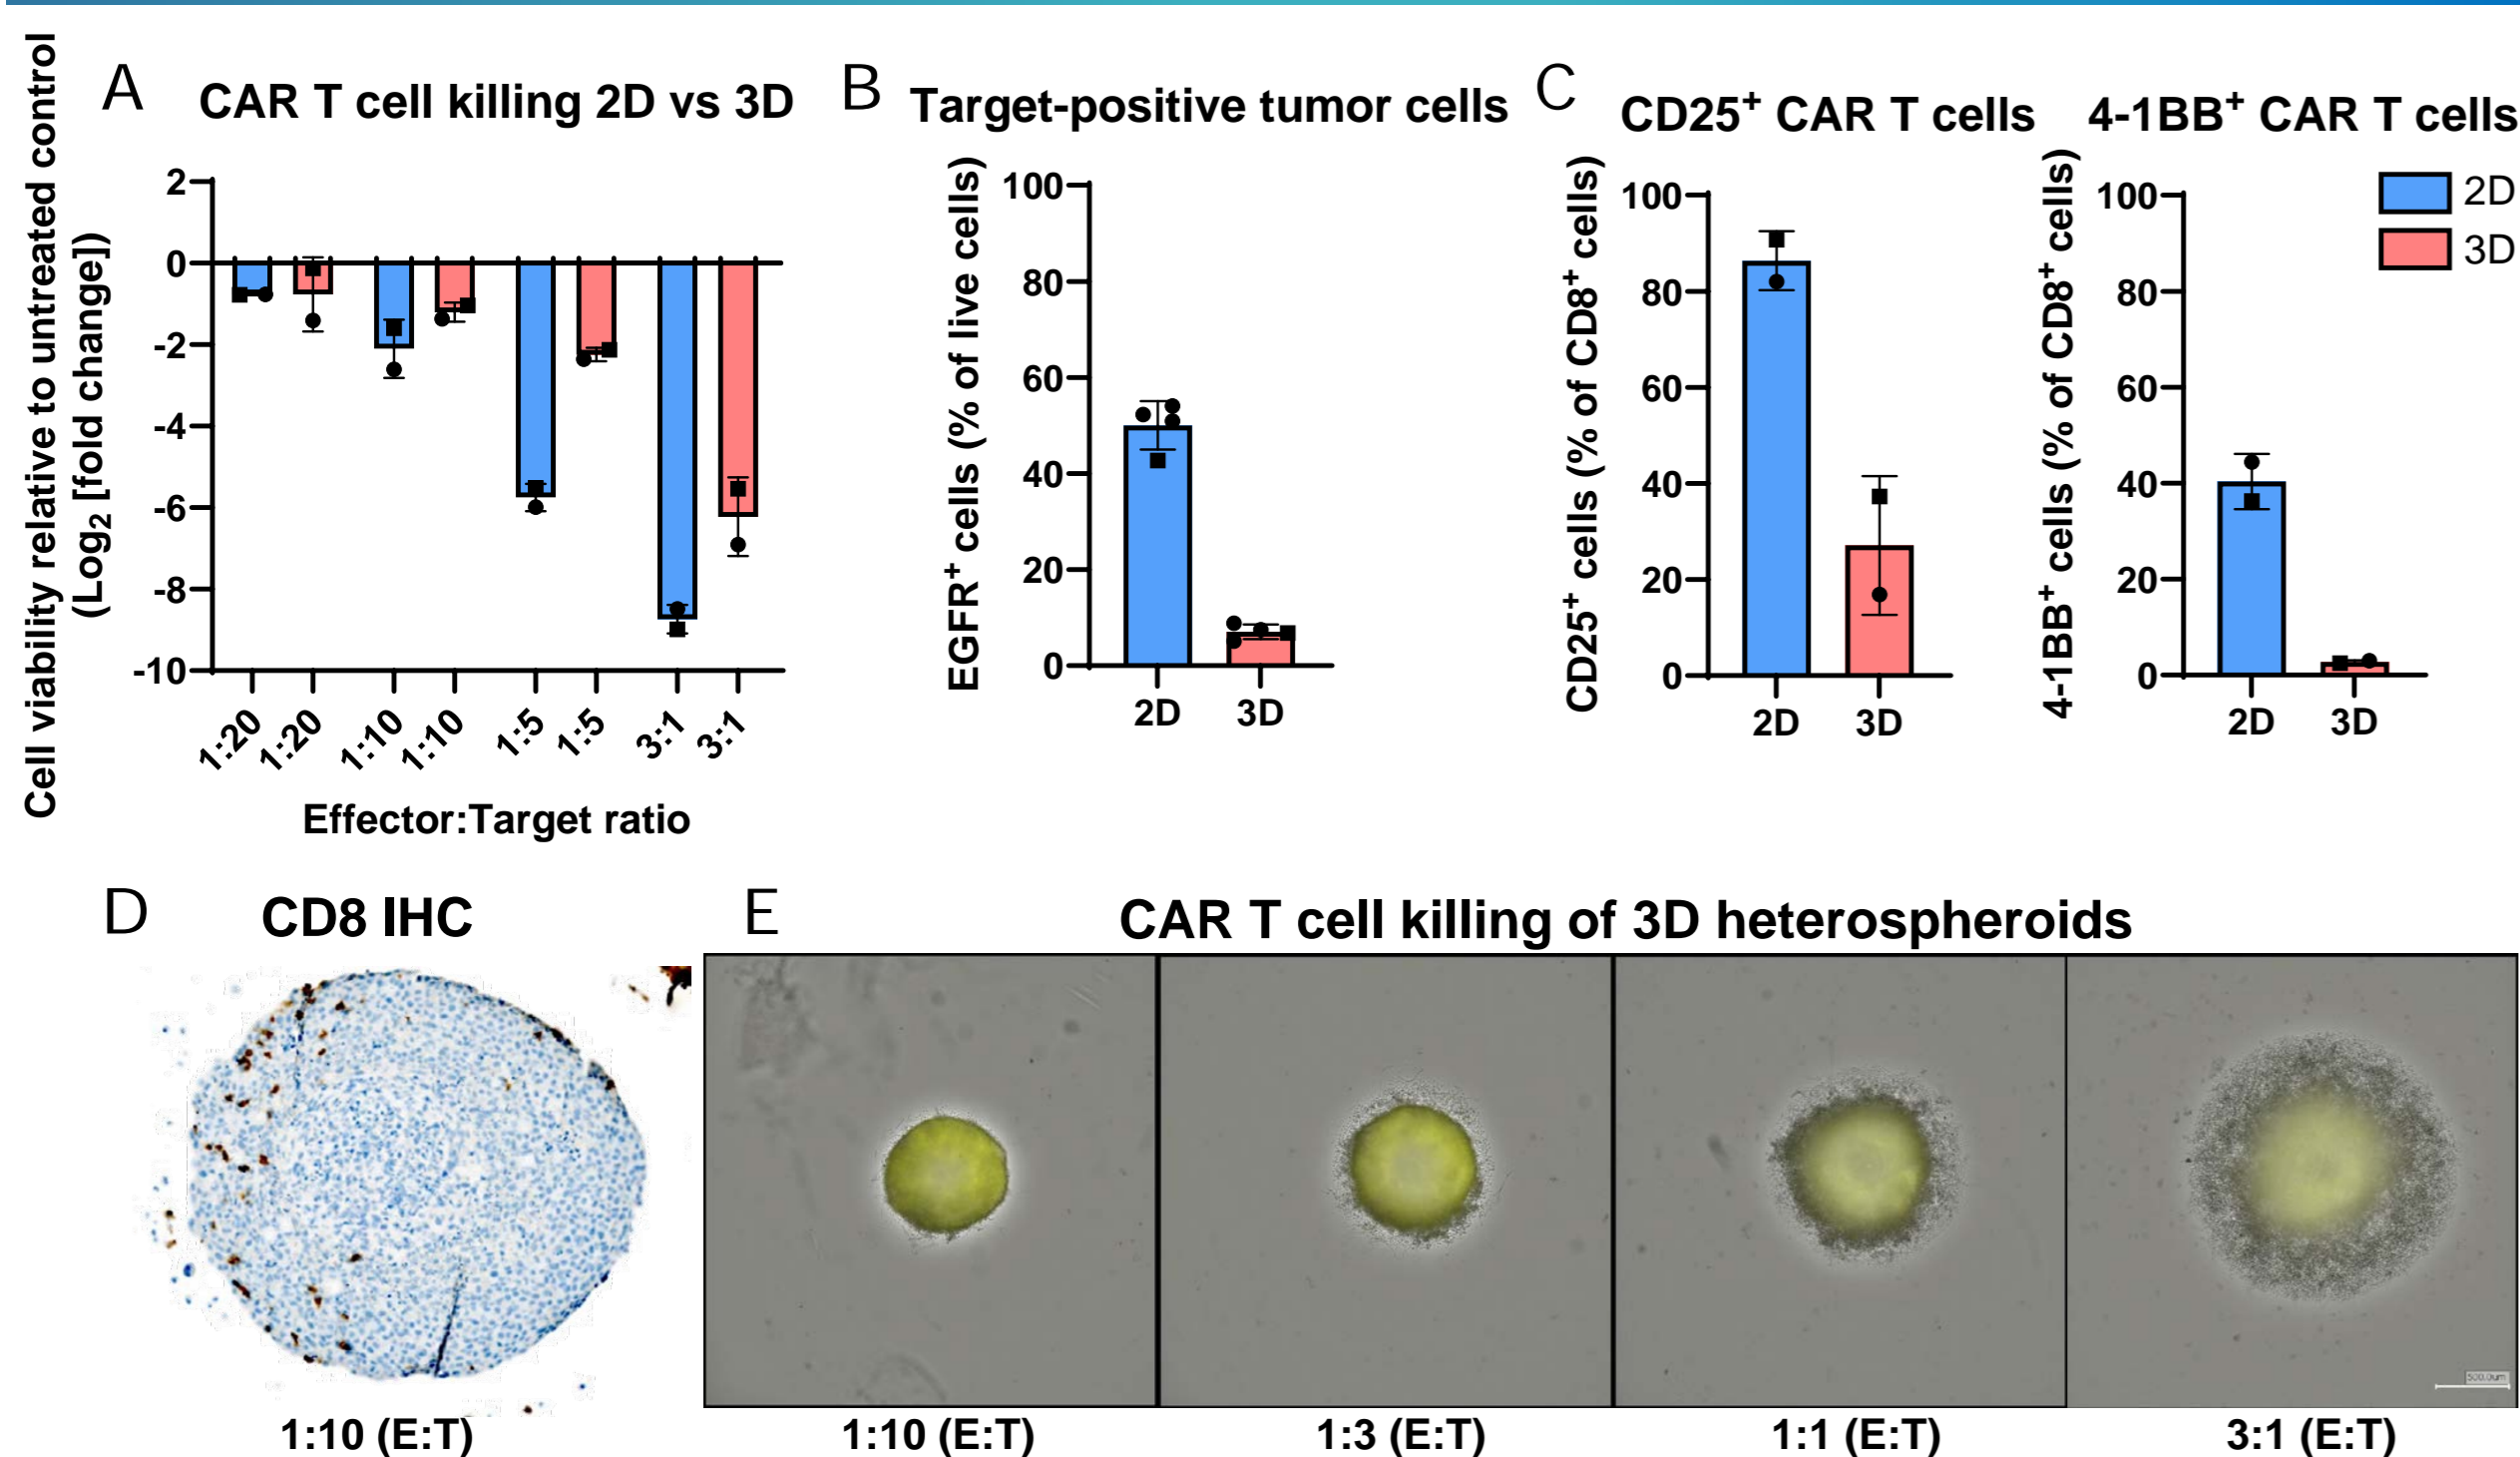 A
CAR T cell killing 2D vs 3D
Cell viability relative to untreated control
(Log2 [fold change])
2
0
-2
-4
-6
-8
-10
1:20
1:20
1:10
1:10
1:5
1:5
3:1
3:1
Effector:Target ratio
B
Target-positive tumor cells
EGFR+ cells (% of live cells)
100
80
60
40
20
0
2D
3D
C
CD25+ CAR T cells
CD25+ cells (% of CD8+ cells)
100
80
60
40
20
0
2D
3D
4-1BB+ CAR T cells
4-1BB+ cells (% of CD8+ cells)
100
80
60
40
20
0
2D
3D
2D
3D
D
CD8 IHC
1:10 (E:T)
E
CAR T cell killing of 3D heterospheroids
500.0um
1:10 (E:T)
1:3 (E:T)
1:1 (E:T)
3:1 (E:T)